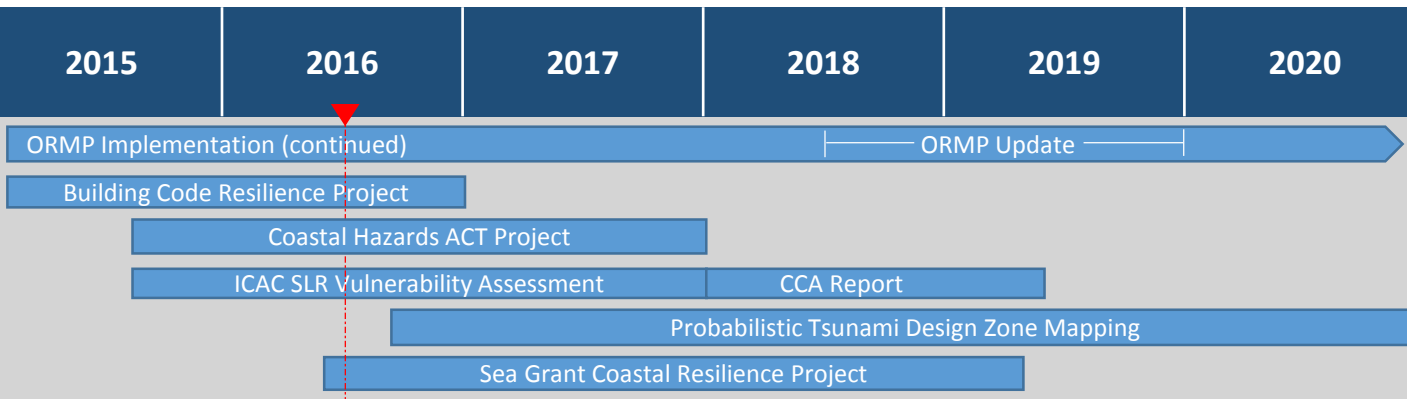 2015 2016 2017 2018 2019 2020
ORMP Implementation (continued) ORMP Update
Building Code Resilience Project
Coastal Hazards ACT Project
ICAC SLR Vulnerability Assessment CCA Report
Probabilistic Tsunami Design Zone Mapping
Sea Grant Coastal Resilience Project